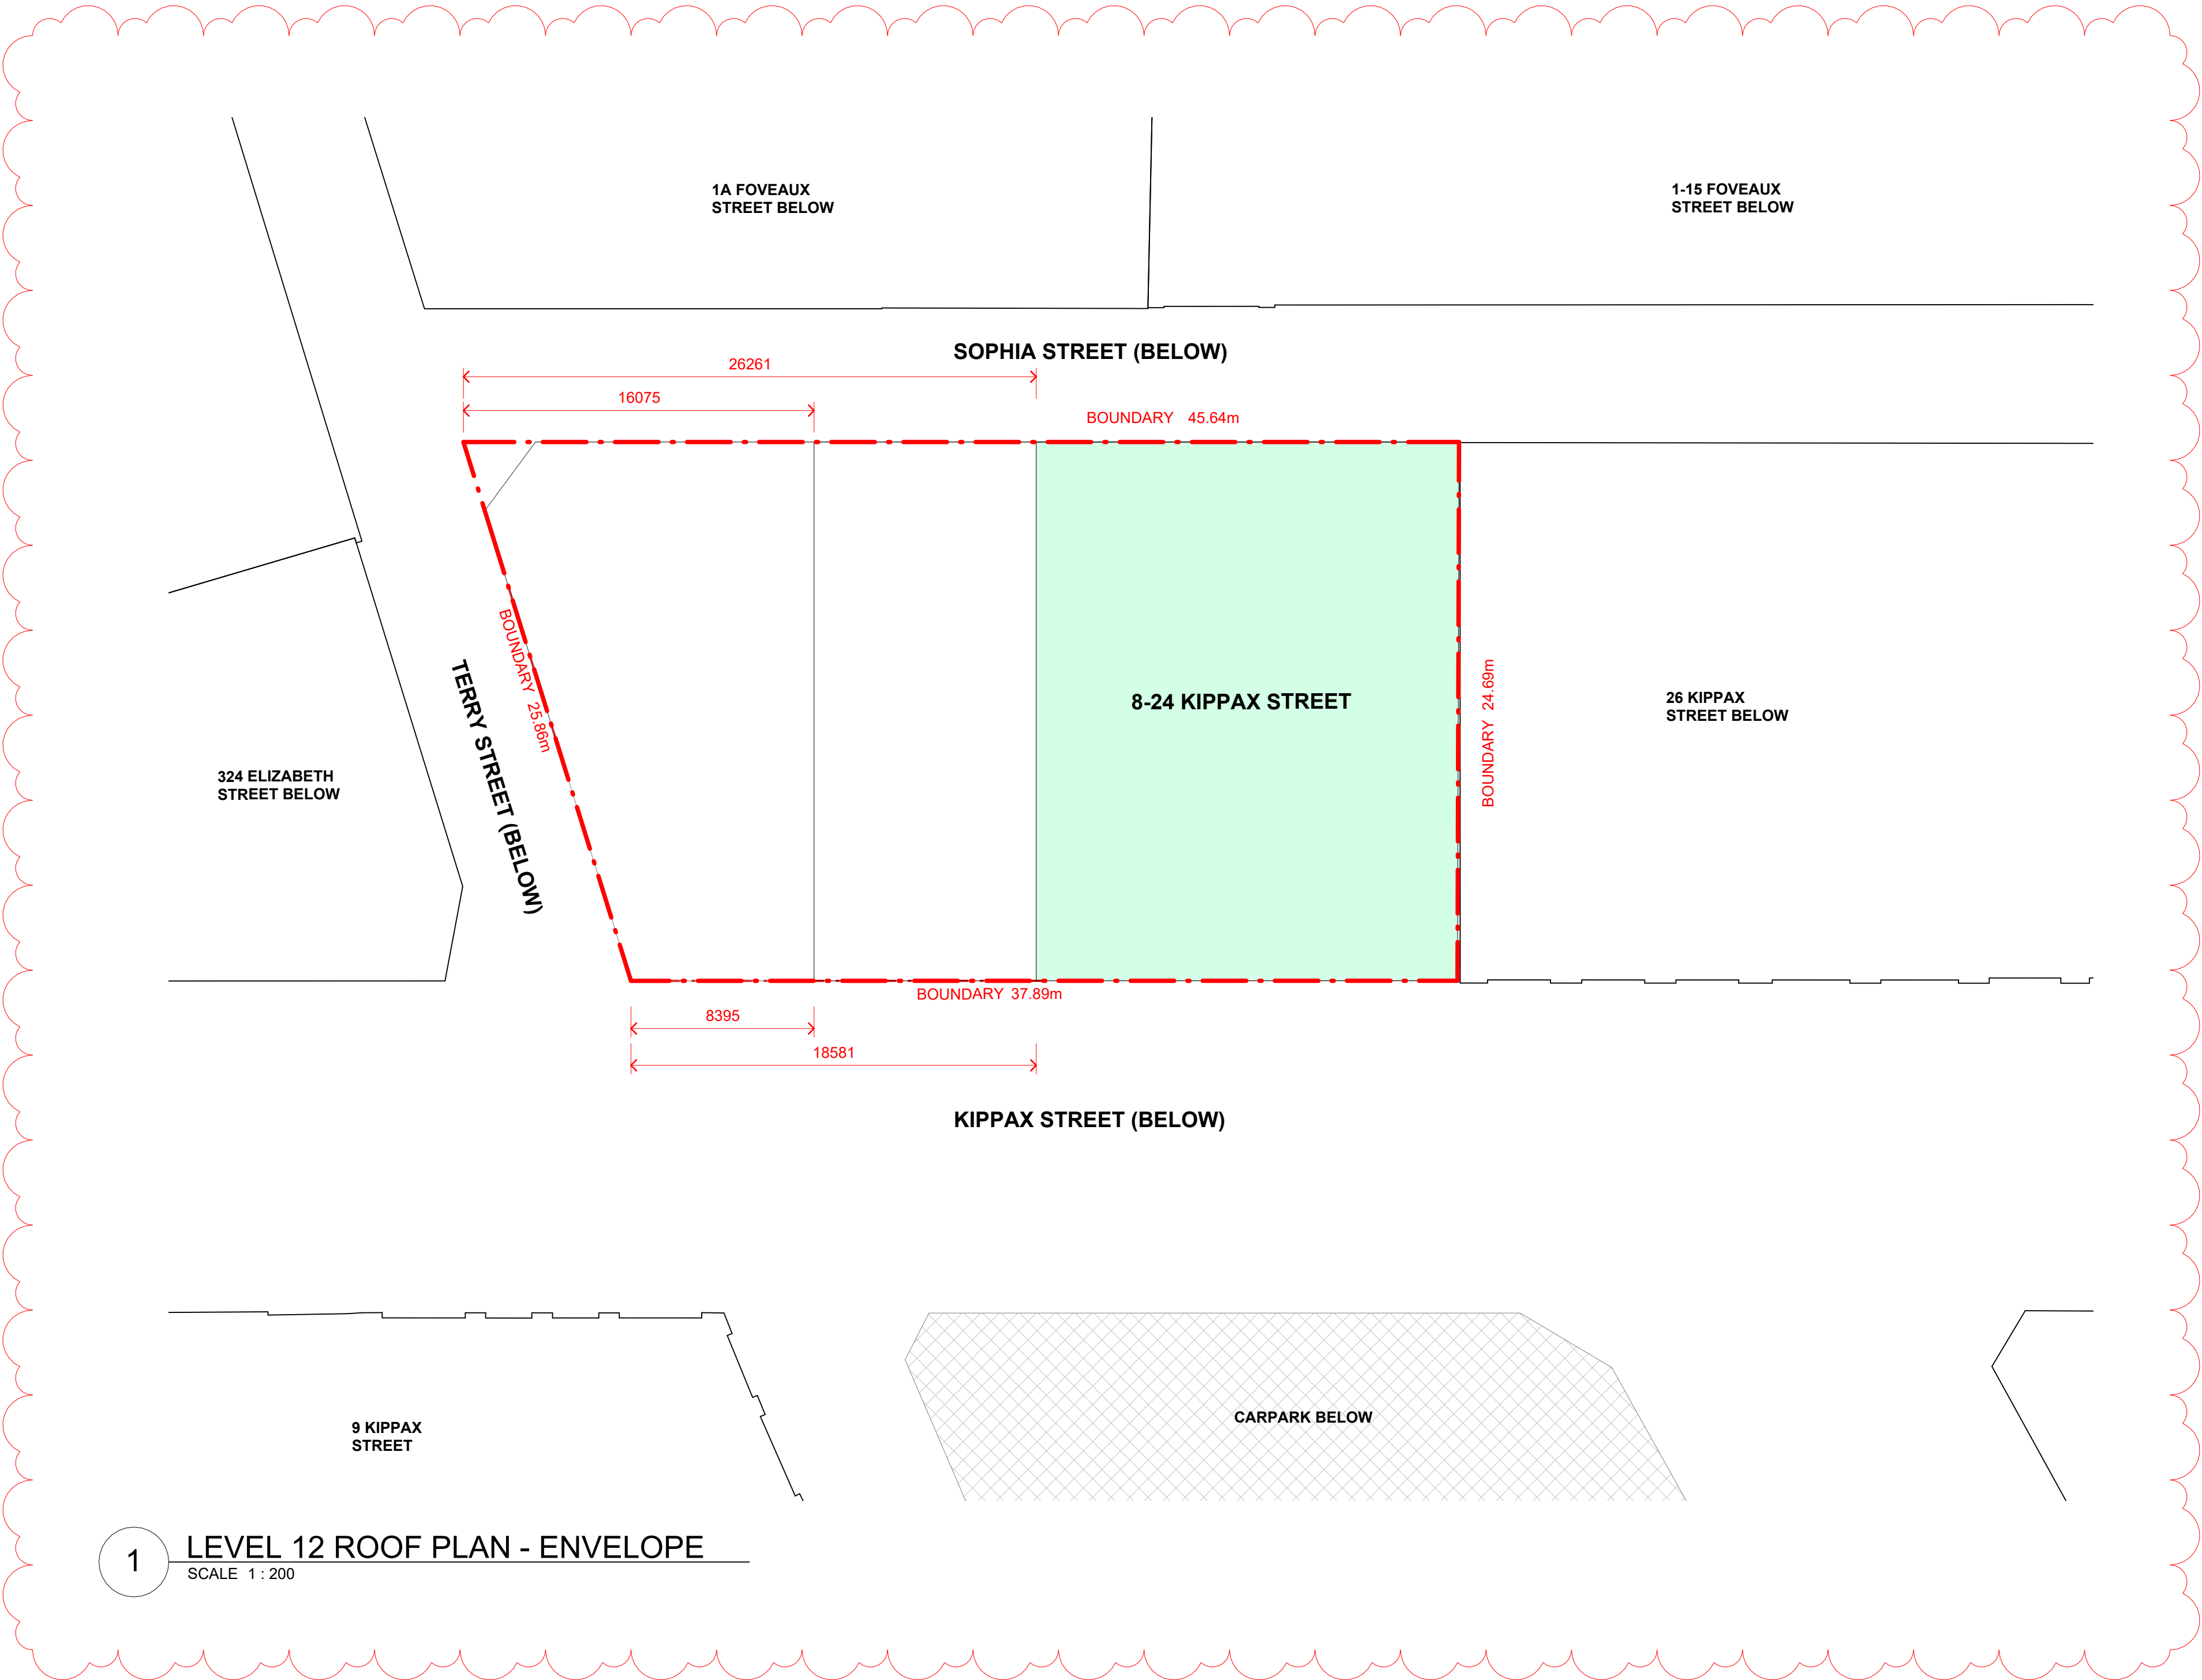 1A FOVEAUX
STREET BELOW
1-15 FOVEAUX
STREET BELOW
SOPHIA STREET (BELOW)
26261
16075
BOUNDARY 45.64m
BOUNDARY 25.86m
TERRY STREET (BELOW)
8-24 KIPPAX STREET
BOUNDARY 24.69m
26 KIPPAX
STREET BELOW
324 ELIZABETH
STREET BELOW
BOUNDARY 37.89m
8395
18581
KIPPAX STREET (BELOW)
9 KIPPAX
STREET
CARPARK BELOW
1
LEVEL 12 ROOF PLAN - ENVELOPE
SCALE 1 : 200